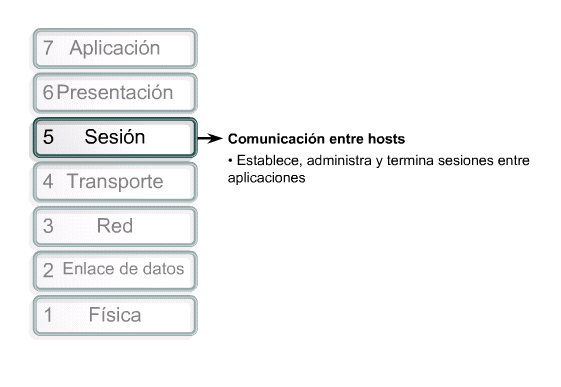 7 Aplicación
6 Presentación
5 Sesión
Comunicación entre hosts
• Establece, administra y termina sesiones entre
aplicaciones
4 Transporte
3 Red
2 Enlace de datos
1 Física